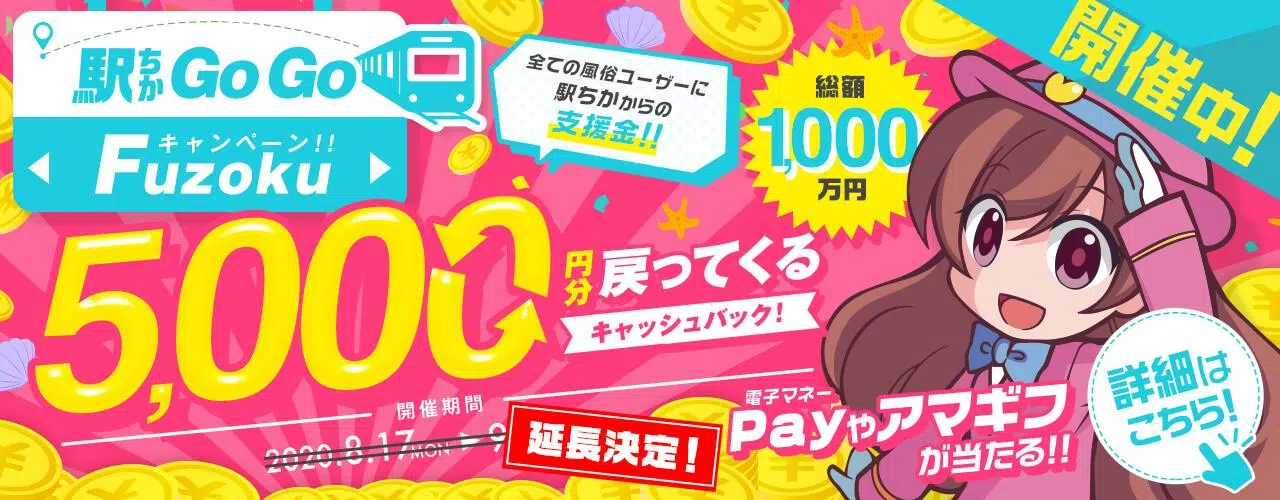 駅ちか Go Go
キャンペーン!!
Fuzoku
全ての風俗ユーザーに
駅ちかからの
支援金!!
総額
1,000
万円
開催中!
5,000
円分戻ってくる
キャッシュバック!
開催期間
2020.8.17MON
延長決定!
電子マネー
payやアマギフ
が当たる!!
詳細は
こちら!